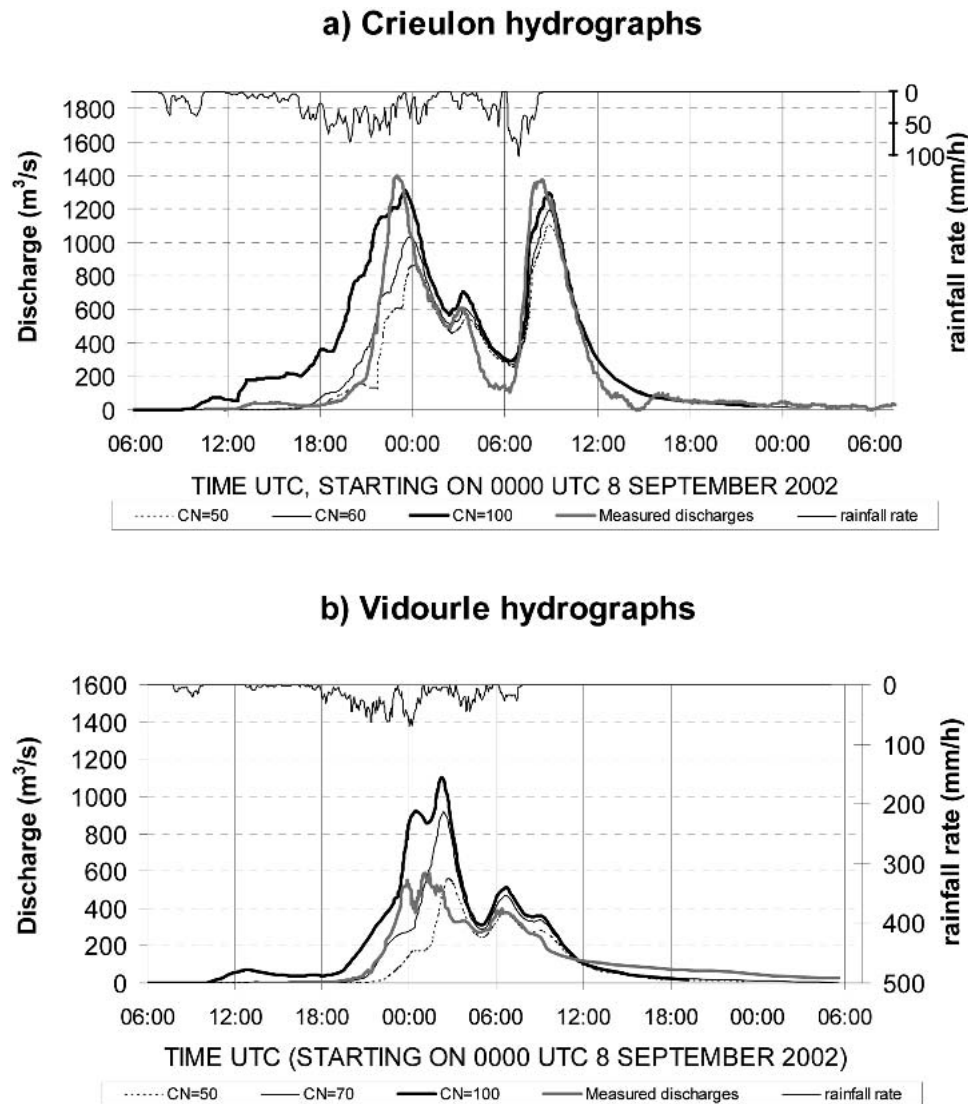 a) Crieulon hydrographs
1800
1600
1400
1200
1000
800
600
400
200
0
Discharge (m³/s)
0
50
100
rainfall rate (mm/h)
06:00 12:00 18:00 00:00 06:00 12:00 18:00 00:00 06:00
TIME UTC, STARTING ON 0000 UTC 8 SEPTEMBER 2002
CN=50 CN=60 CN=100 Measured discharges rainfall rate
b) Vidourle hydrographs
1600
1400
1200
1000
800
600
400
200
0
Discharge (m³/s)
0
100
200
300
400
500
rainfall rate (mm/h)
06:00 12:00 18:00 00:00 06:00 12:00 18:00 00:00 06:00
TIME UTC (STARTING ON 0000 UTC 8 SEPTEMBER 2002)
CN=50 CN=70 CN=100 Measured discharges rainfall rate